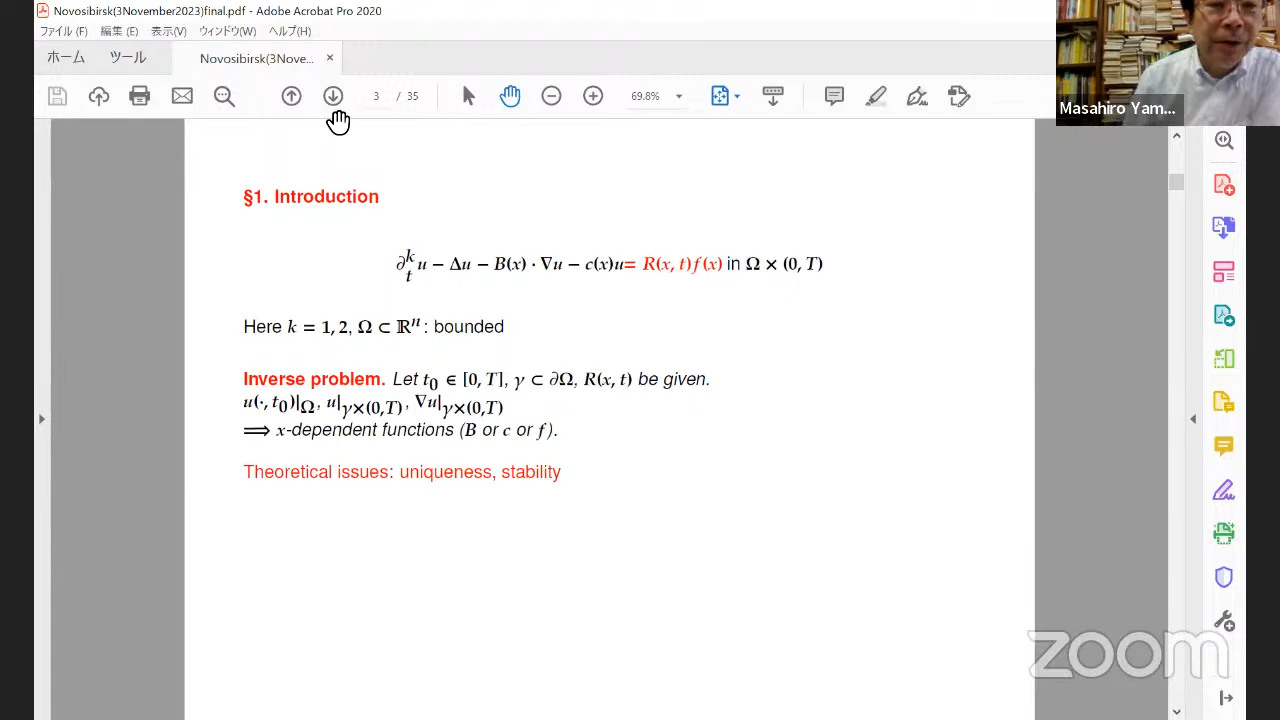 Novosibirsk(3November2023)final.pdf - Adobe Acrobat Pro 2020
ファイル (F) 編集 (E) 表示(V) ウィンドウ(W) ヘルプ(H)
ホーム ツール Novosibirsk(3Nove... ×
3 / 35 69.8%
Masahiro Yam...
§1. Introduction
∂ₜᵏu − Δu − B(x) · ∇u − c(x)u= R(x, t)f(x) in Ω × (0, T)
Here k = 1, 2, Ω ⊂ ℝⁿ : bounded
Inverse problem. Let t₀ ∈ [0, T], γ ⊂ ∂Ω, R(x, t) be given.
u(·, t₀)|_Ω, u|_γ×(0,T), ∇u|_γ×(0,T)
⟹ x-dependent functions (B or c or f).
Theoretical issues: uniqueness, stability
zoom